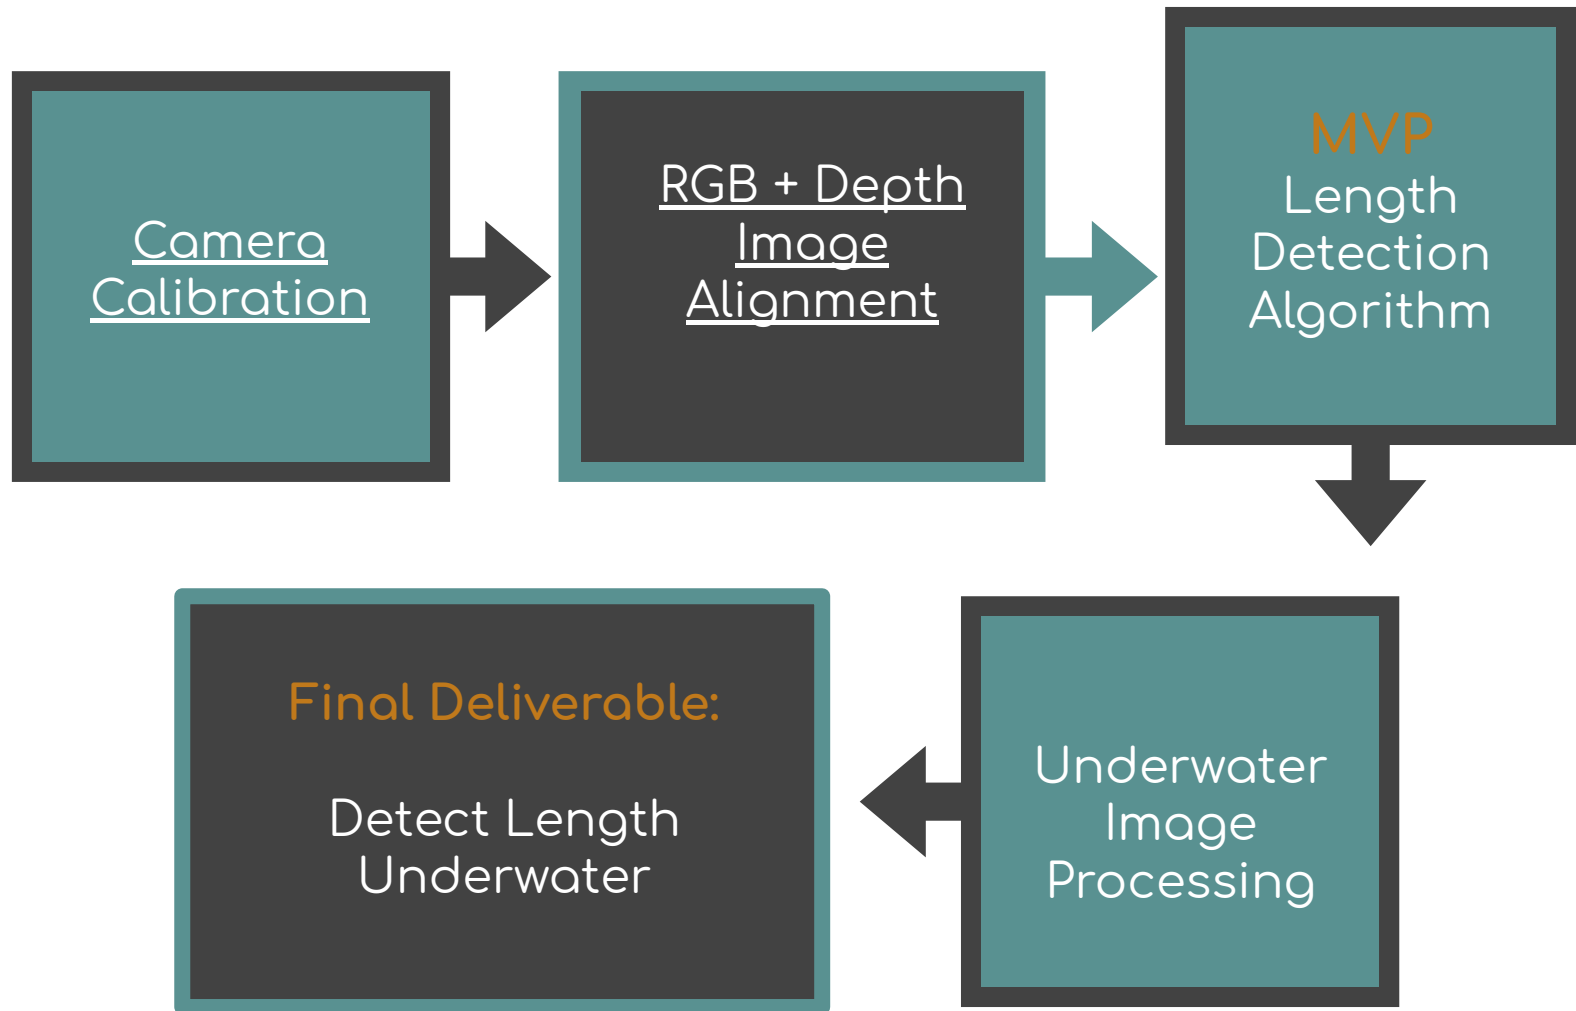 Camera
Calibration
RGB + Depth
Image
Alignment
MVP
Length
Detection
Algorithm
Underwater
Image
Processing
Final Deliverable:
Detect Length
Underwater